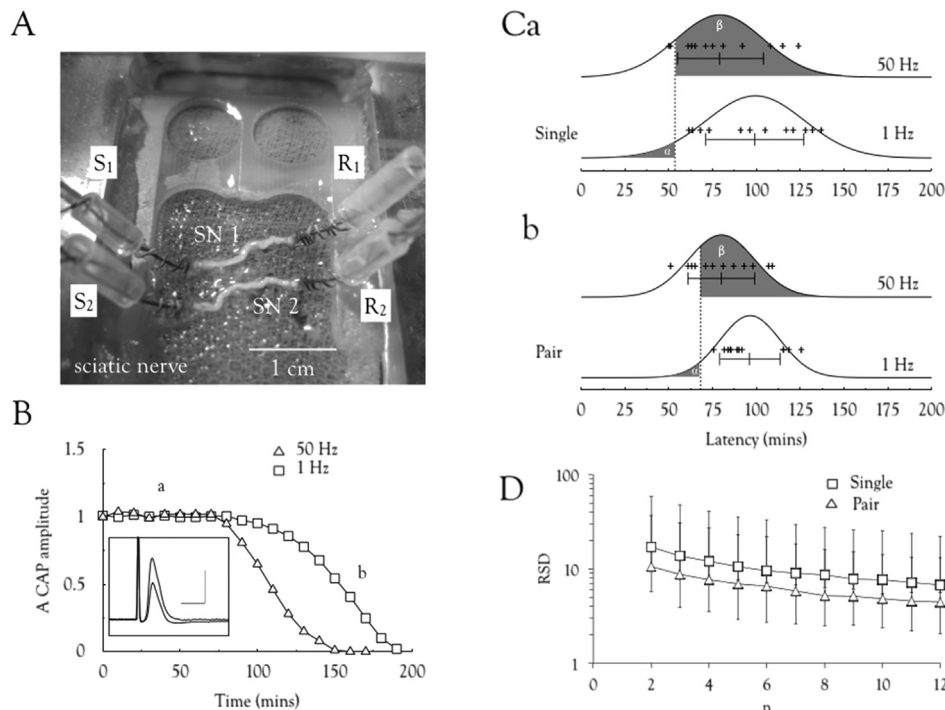 A
S1
R1
SN 1
S2
SN 2
R2
sciatic nerve
1 cm
B
1.5
50 Hz
1 Hz
a
1
A CAP amplitude
0.5
b
0
0 50 100 150 200
Time (mins)
Ca
β
50 Hz
Single
α
1 Hz
0 25 50 75 100 125 150 175 200
b
β
50 Hz
Pair
α
1 Hz
0 25 50 75 100 125 150 175 200
Latency (mins)
D
100
Single
Pair
RSD
10
1
0 2 4 6 8 10 12